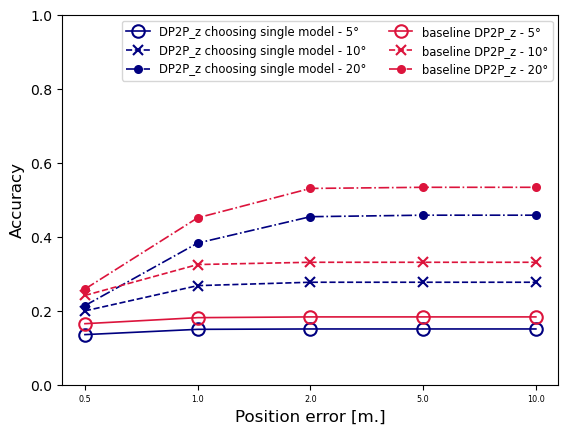 DP2P_z choosing single model - 5°
DP2P_z choosing single model - 10°
DP2P_z choosing single model - 20°
baseline DP2P_z - 5°
baseline DP2P_z - 10°
baseline DP2P_z - 20°
1.0
0.8
0.6
0.4
0.2
0.0
Accuracy
0.5 1.0 2.0 5.0 10.0
Position error [m.]